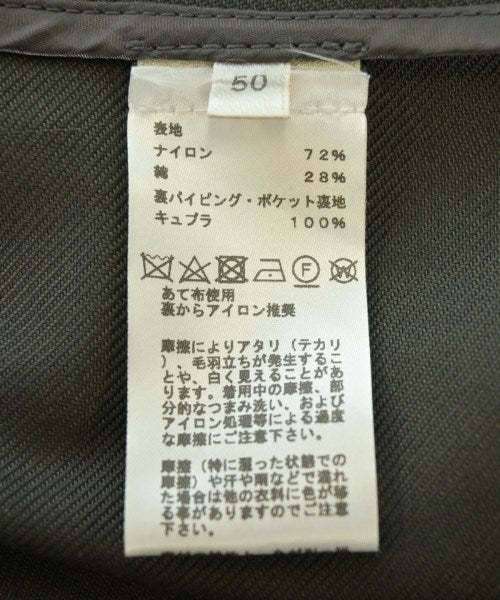 50
表地
ナイロン 72%
綿 28%
裏パイピング・ポケット裏地
キュプラ 100%
F W
あて布使用
裏からアイロン推奨
摩擦によりアタリ（テカリ
）、毛羽立ちが発生するこ
とや、白く見えることがあ
ります。着用中の摩擦、部
分的なつまみ洗い、および
アイロン処理等による過度
な摩擦にご注意下さい。
摩擦（特に湿った状態での
摩擦）や汗や雨などで濡れ
た場合は他の衣料に色が移
る事がありますのでご注意
下さい。